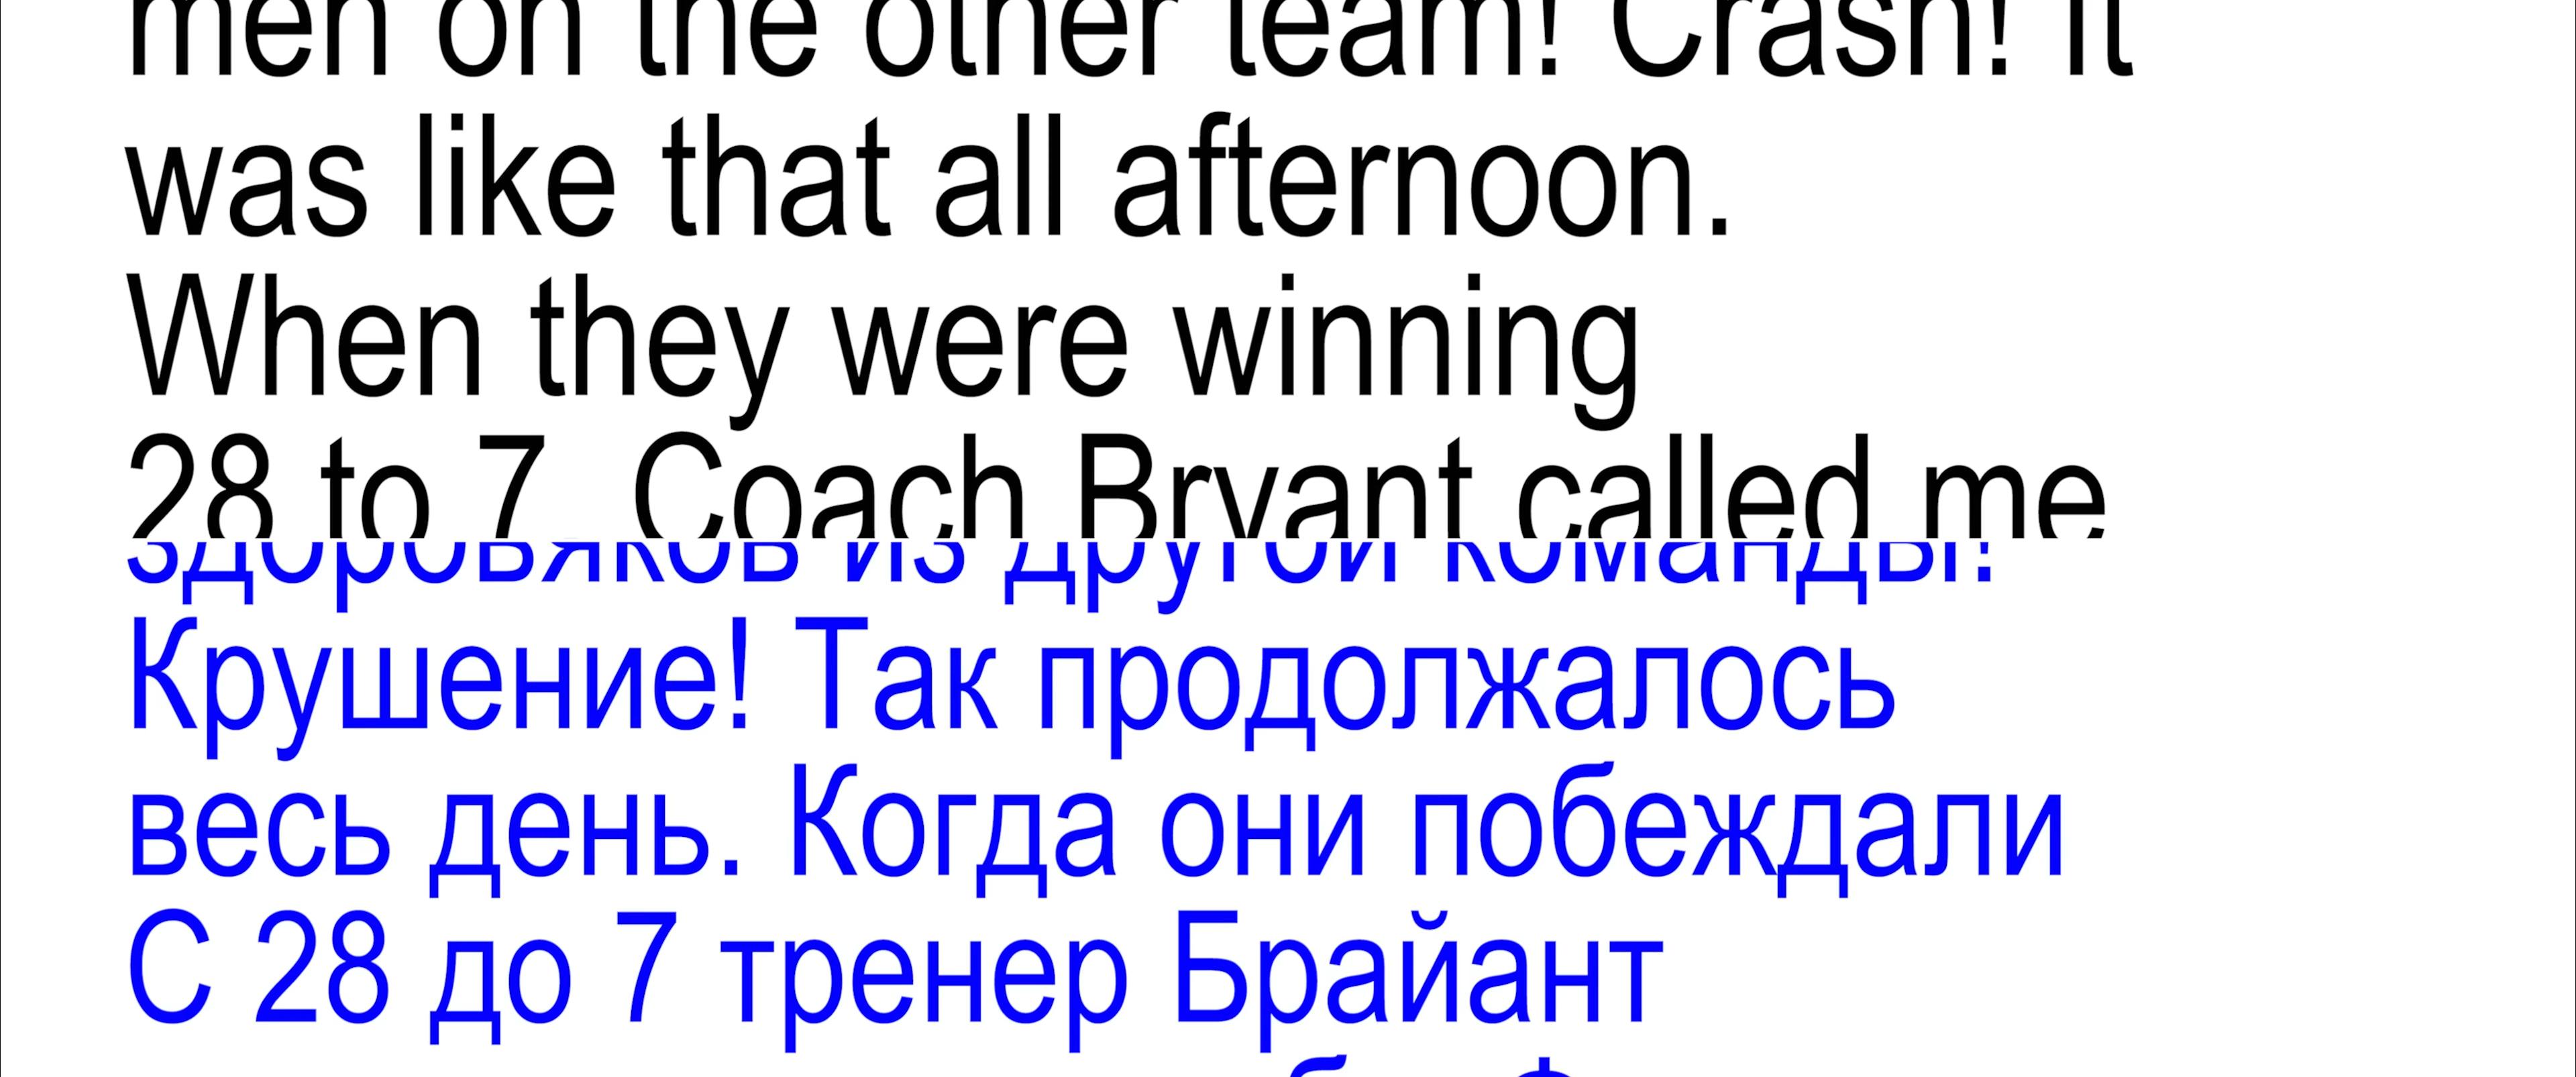 men on the other team! Crash! It
was like that all afternoon.
When they were winning
28 to 7 Coach Bryant called me
здоровяков из другой команды!
Крушение! Так продолжалось
весь день. Когда они побеждали
С 28 до 7 тренер Брайант